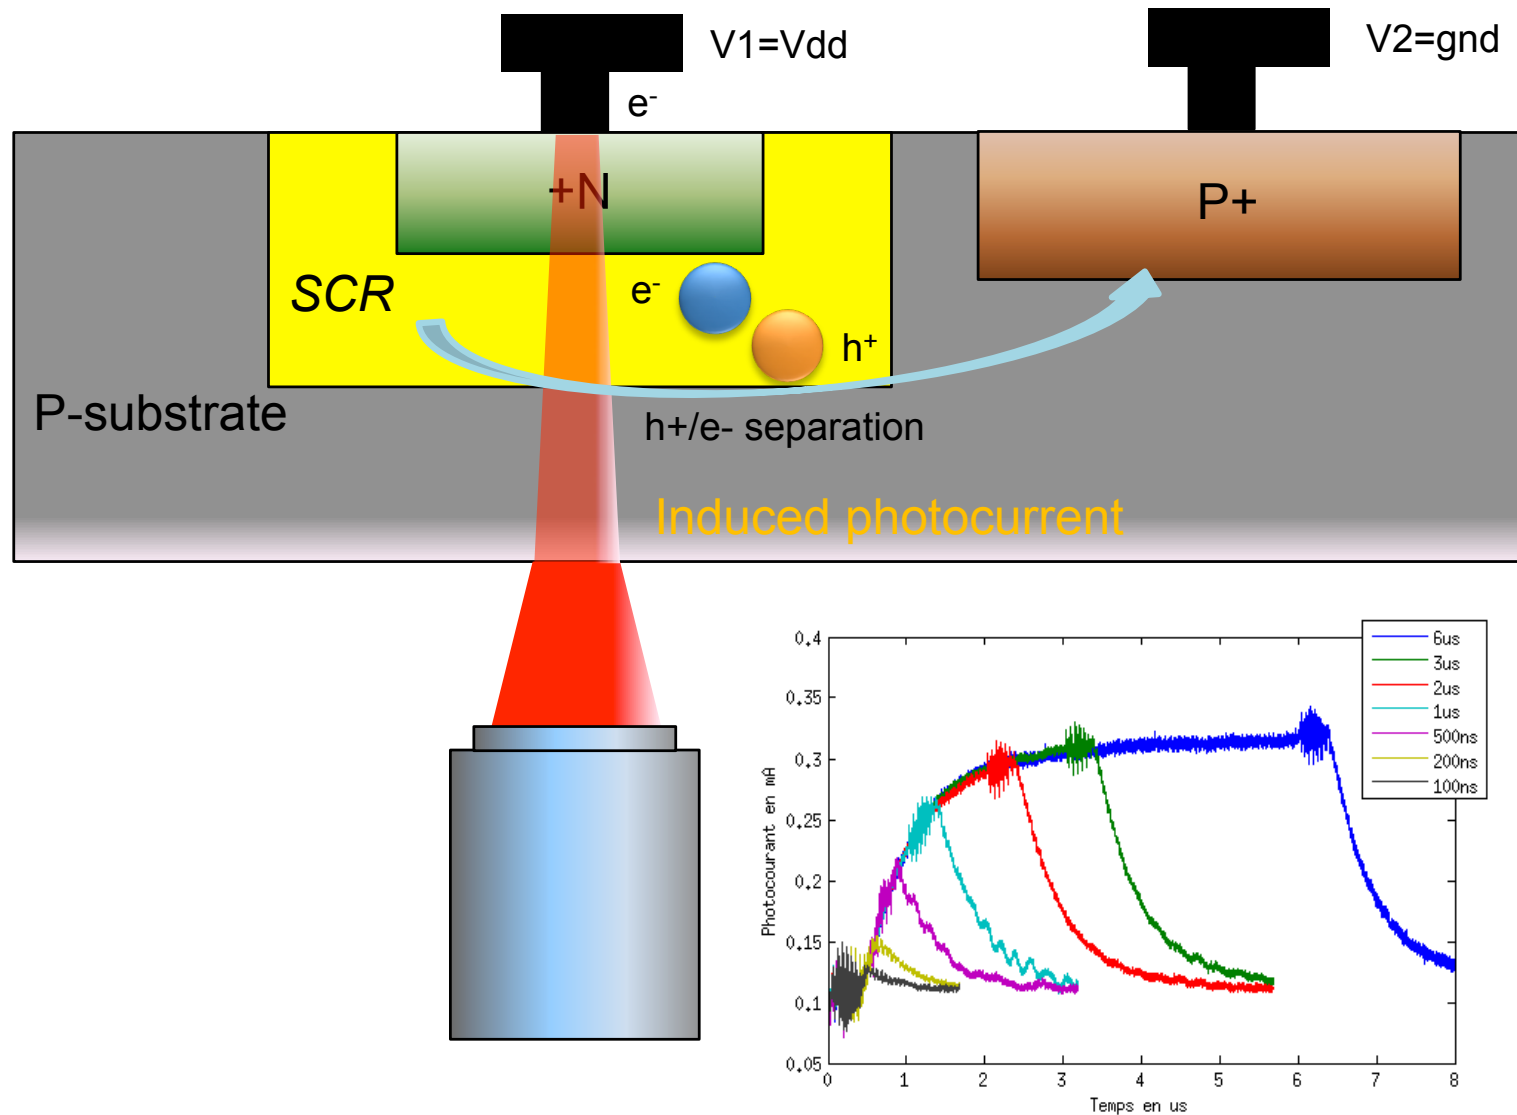 V1=Vdd
V2=gnd
e-
+N
P+
SCR
e-
h+
P-substrate
h+/e- separation
Induced photocurrent
6us
3us
2us
1us
500ns
200ns
100ns
0.4
0.35
0.3
0.25
0.2
0.15
0.1
0.05
Photocourant en mA
0 1 2 3 4 5 6 7 8
Temps en us